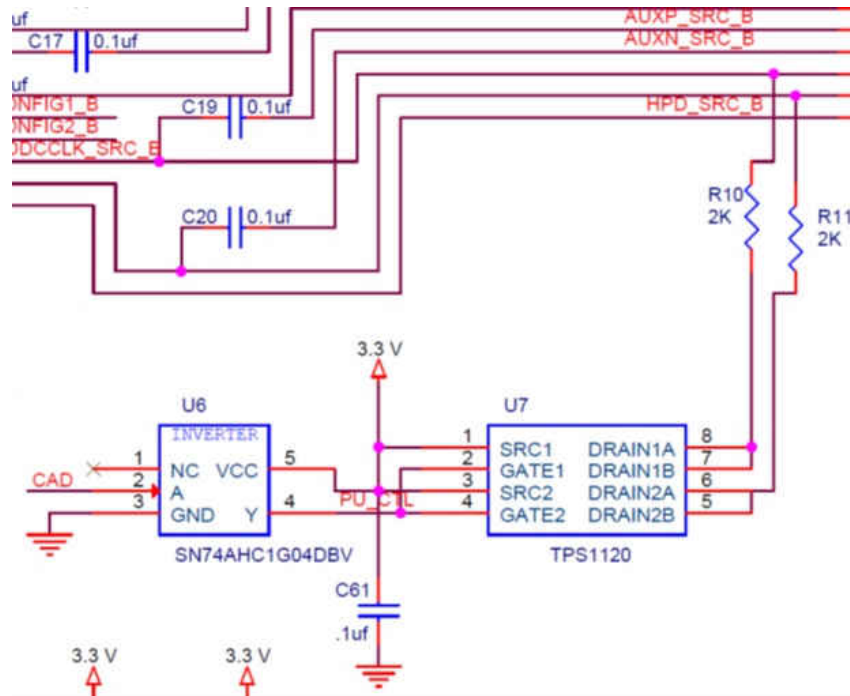 uf
C17 0.1uf
AUXP_SRC_B
AUXN_SRC_B
uf
ONFIG1_B
C19 0.1uf
HPD_SRC_B
ONFIG2_B
DDCCLK_SRC_B
R10
2K
R11
2K
C20 0.1uf
3.3 V
U6
U7
INVERTER
1 NC VCC 5
CAD 2 A
3 GND Y 4
PU_CTL
SN74AHC1G04DBV
1 SRC1 DRAIN1A 8
2 GATE1 DRAIN1B 7
3 SRC2 DRAIN2A 6
4 GATE2 DRAIN2B 5
TPS1120
C61
.1uf
3.3 V
3.3 V